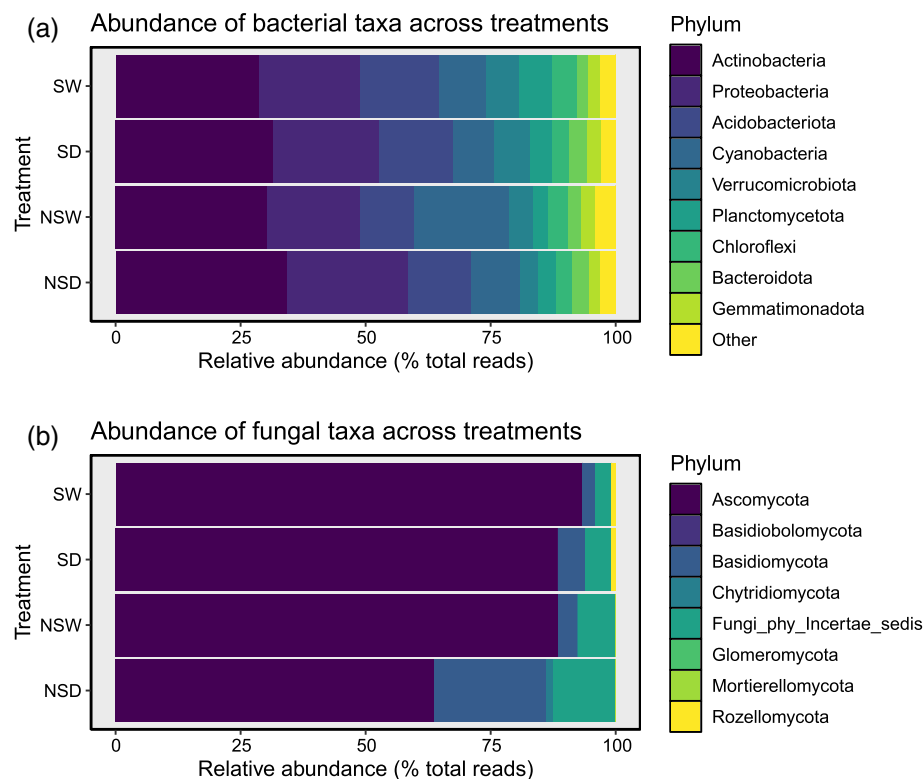 (a)
Abundance of bacterial taxa across treatments
Treatment
SW
SD
NSW
NSD
0 25 50 75 100
Relative abundance (% total reads)
Phylum
Actinobacteria
Proteobacteria
Acidobacteriota
Cyanobacteria
Verrucomicrobiota
Planctomycetota
Chloroflexi
Bacteroidota
Gemmatimonadota
Other
(b)
Abundance of fungal taxa across treatments
Treatment
SW
SD
NSW
NSD
0 25 50 75 100
Relative abundance (% total reads)
Phylum
Ascomycota
Basidiobolomycota
Basidiomycota
Chytridiomycota
Fungi_phy_Incertae_sedis
Glomeromycota
Mortierellomycota
Rozellomycota